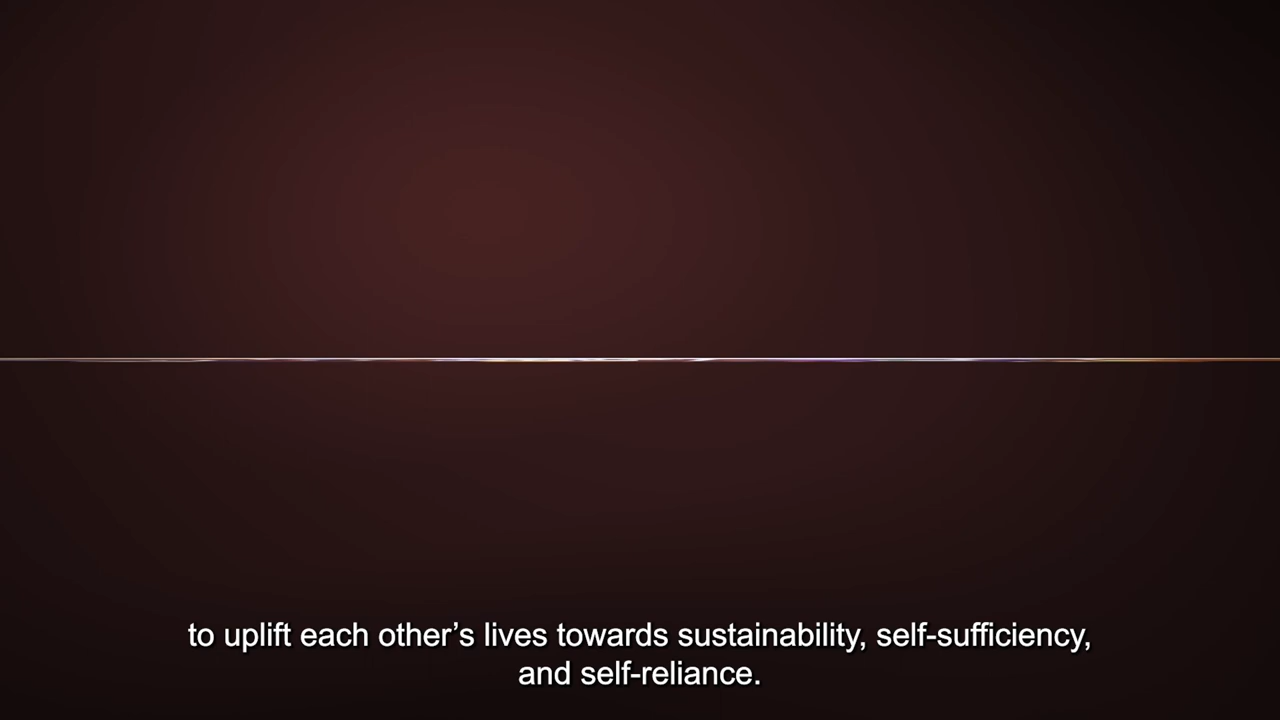 to uplift each other’s lives towards sustainability, self-sufficiency,
and self-reliance.